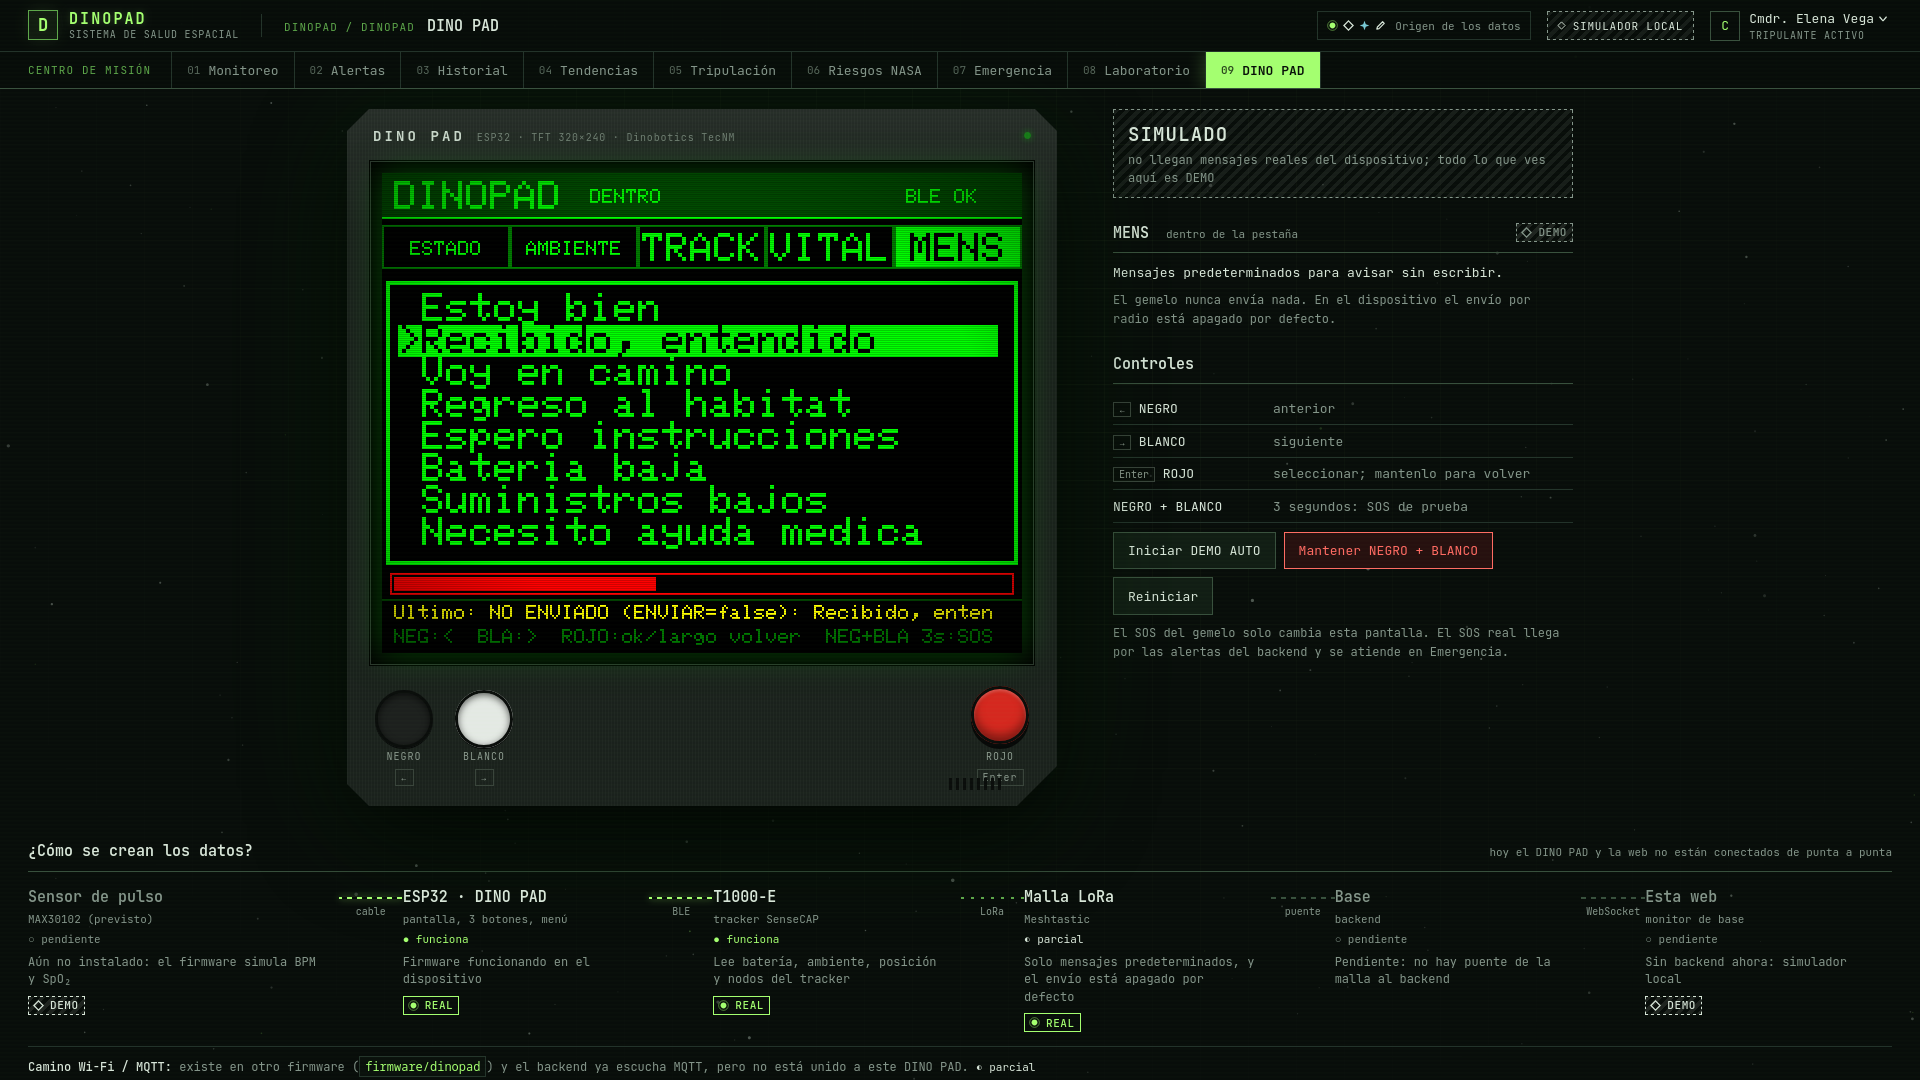 D
DINOPAD
SISTEMA DE SALUD ESPACIAL
DINOPAD / DINOPAD DINO PAD
Origen de los datos
SIMULADOR LOCAL
C
Cmdr. Elena Vega
TRIPULANTE ACTIVO
CENTRO DE MISIÓN
01 Monitoreo
02 Alertas
03 Historial
04 Tendencias
05 Tripulación
06 Riesgos NASA
07 Emergencia
08 Laboratorio
09 DINO PAD
DINO PAD ESP32 · TFT 320×240 · Dinobotics TecNM
DINOPAD DENTRO BLE OK
ESTADO AMBIENTE TRACK VITAL MENS
Estoy bien
>Recibido, entendido
Voy en camino
Regreso al habitat
Espero instrucciones
Bateria baja
Suministros bajos
Necesito ayuda medica
Ultimo: NO ENVIADO (ENVIAR=false): Recibido, enten
NEG:< BLA:> ROJO:ok/largo volver NEG+BLA 3s:SOS
NEGRO
←
BLANCO
→
ROJO
Enter
SIMULADO
no llegan mensajes reales del dispositivo; todo lo que ves
aquí es DEMO
MENS dentro de la pestaña
DEMO
Mensajes predeterminados para avisar sin escribir.
El gemelo nunca envía nada. En el dispositivo el envío por
radio está apagado por defecto.
Controles
← NEGRO anterior
→ BLANCO siguiente
Enter ROJO seleccionar; mantenlo para volver
NEGRO + BLANCO 3 segundos: SOS de prueba
Iniciar DEMO AUTO
Mantener NEGRO + BLANCO
Reiniciar
El SOS del gemelo solo cambia esta pantalla. El SOS real llega
por las alertas del backend y se atiende en Emergencia.
¿Cómo se crean los datos?
hoy el DINO PAD y la web no están conectados de punta a punta
Sensor de pulso
MAX30102 (previsto)
○ pendiente
Aún no instalado: el firmware simula BPM
y SpO₂
DEMO
cable
ESP32 · DINO PAD
pantalla, 3 botones, menú
● funciona
Firmware funcionando en el
dispositivo
REAL
BLE
T1000-E
tracker SenseCAP
● funciona
Lee batería, ambiente, posición
y nodos del tracker
REAL
LoRa
Malla LoRa
Meshtastic
◐ parcial
Solo mensajes predeterminados, y
el envío está apagado por
defecto
REAL
puente
Base
backend
○ pendiente
Pendiente: no hay puente de la
malla al backend
WebSocket
Esta web
monitor de base
○ pendiente
Sin backend ahora: simulador
local
DEMO
Camino Wi-Fi / MQTT: existe en otro firmware (firmware/dinopad) y el backend ya escucha MQTT, pero no está unido a este DINO PAD. ◐ parcial